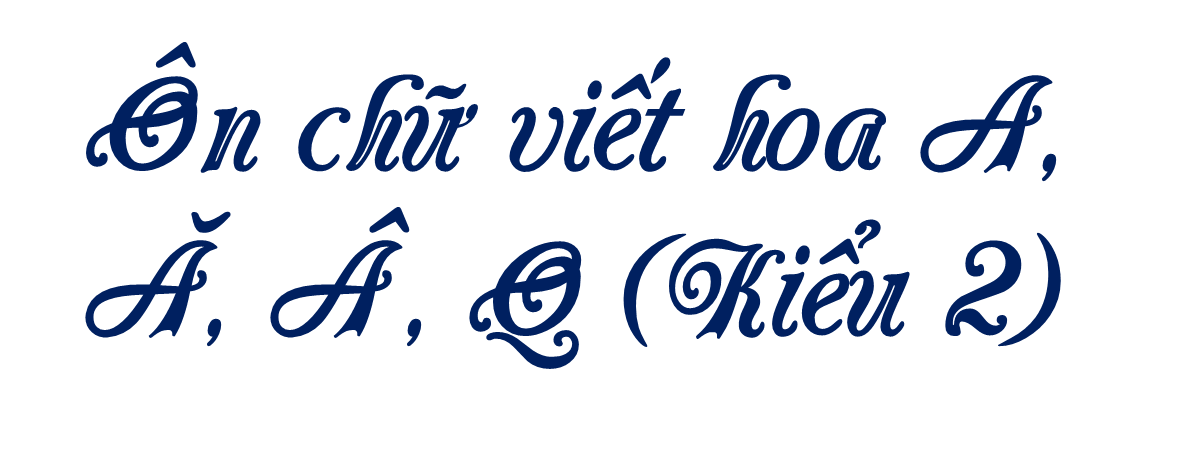 Ôn chữ viết hoa A,
Ă, Â, Q (Kiểu 2)